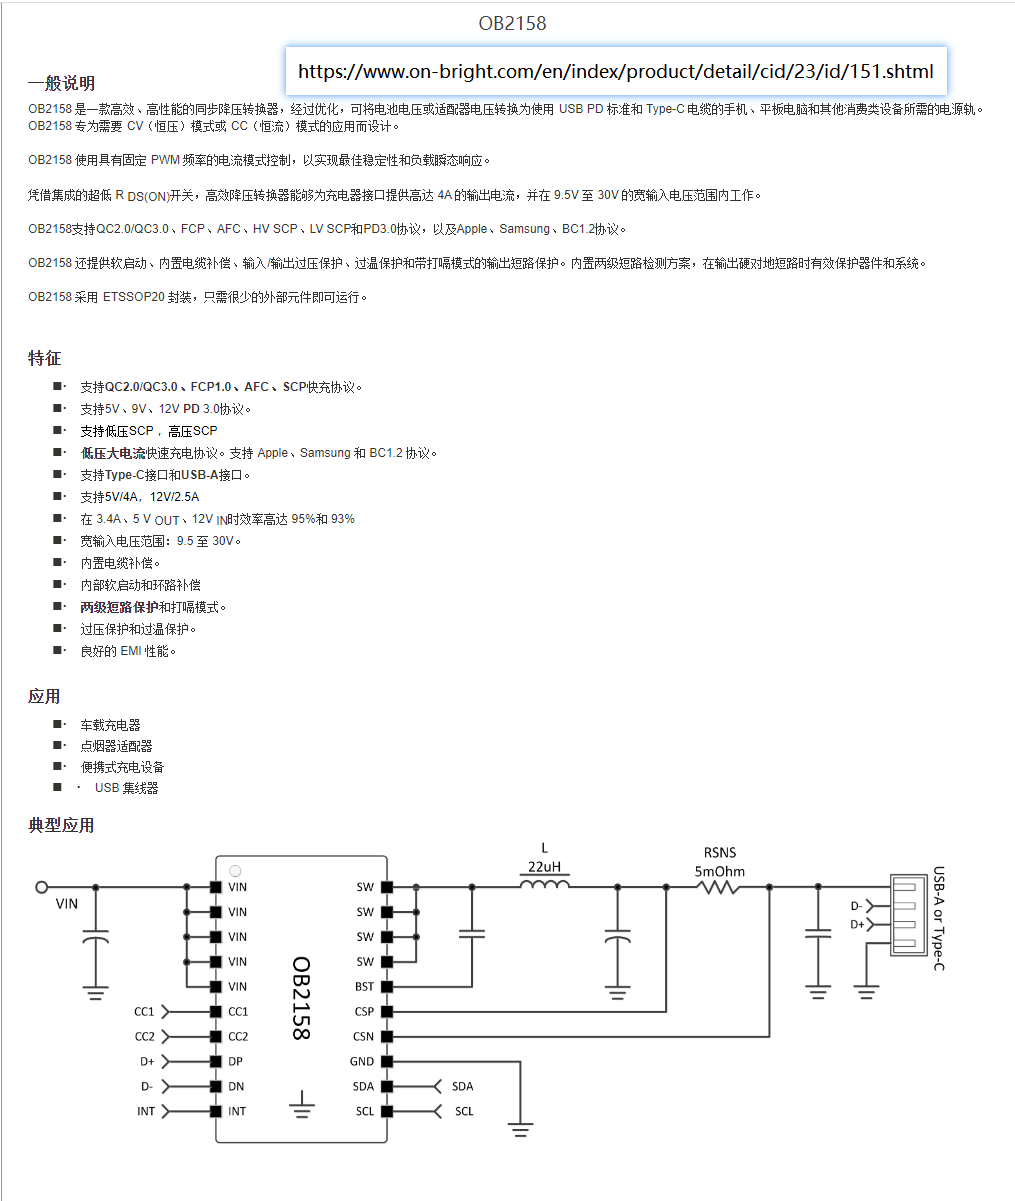 OB2158
https://www.on-bright.com/en/index/product/detail/cid/23/id/151.shtml
一般说明
OB2158 是一款高效、高性能的同步降压转换器，经过优化，可将电池电压或适配器电压转换为使用 USB PD 标准和 Type-C 电缆的手机、平板电脑和其他消费类设备所需的电源轨。
OB2158 专为需要 CV（恒压）模式或 CC（恒流）模式的应用而设计。
OB2158 使用具有固定 PWM 频率的电流模式控制，以实现最佳稳定性和负载瞬态响应。
凭借集成的超低 R DS(ON)开关，高效降压转换器能够为充电器接口提供高达 4A 的输出电流，并在 9.5V 至 30V 的宽输入电压范围内工作。
OB2158支持QC2.0/QC3.0、FCP、AFC、HV SCP、LV SCP和PD3.0协议，以及Apple、Samsung、BC1.2协议。
OB2158 还提供软启动、内置电缆补偿、输入/输出过压保护、过温保护和带打嗝模式的输出短路保护。内置两级短路检测方案，在输出硬对地短路时有效保护器件和系统。
OB2158 采用 ETSSOP20 封装，只需很少的外部元件即可运行。
特征
■· 支持QC2.0/QC3.0、FCP1.0、AFC、SCP快充协议。
■· 支持5V、9V、12V PD 3.0协议。
■· 支持低压SCP ，高压SCP
■· 低压大电流快速充电协议。支持 Apple、Samsung 和 BC1.2 协议。
■· 支持Type-C接口和USB-A接口。
■· 支持5V/4A，12V/2.5A
■· 在 3.4A、5 V OUT、12V IN时效率高达 95%和 93%
■· 宽输入电压范围：9.5 至 30V。
■· 内置电缆补偿。
■· 内部软启动和环路补偿
■· 两级短路保护和打嗝模式。
■· 过压保护和过温保护。
■· 良好的 EMI 性能。
应用
■· 车载充电器
■· 点烟器适配器
■· 便携式充电设备
■ · USB 集线器
典型应用
L
22uH
RSNS
5mOhm
USB-A or Type-C
VIN
VIN SW
VIN SW
VIN SW
VIN SW
VIN BST
D-
D+
OB2158
CC1 CC1 CSP
CC2 CC2 CSN
D+ DP GND
D- DN SDA SDA
INT INT SCL SCL